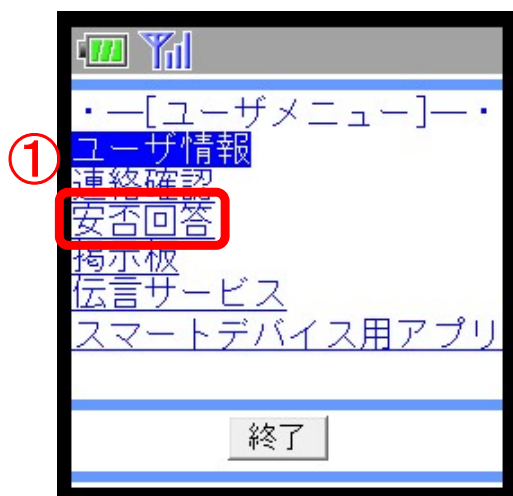 ・―[ユーザメニュー]―・
①
ユーザ情報
連絡確認
安否回答
掲示板
伝言サービス
スマートデバイス用アプリ
終了